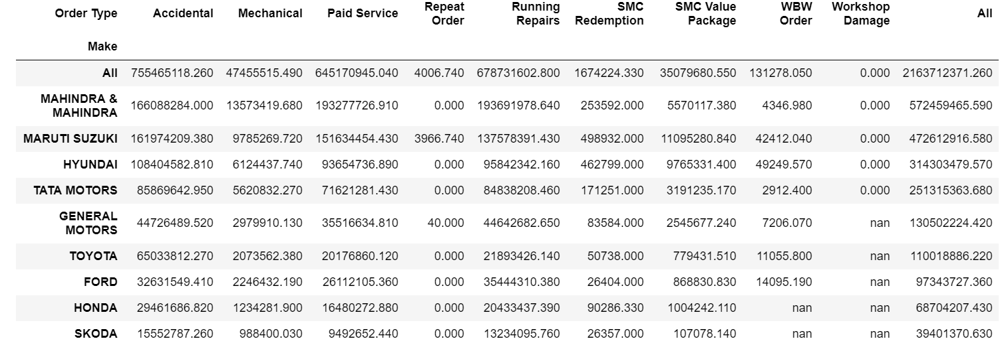 Order Type Accidental Mechanical Paid Service Repeat Order Running Repairs SMC Redemption SMC Value Package WBW Order Workshop Damage All
Make
All 755465118.260 47455515.490 645170945.040 4006.740 678731602.800 1674224.330 35079680.550 131278.050 0.000 2163712371.260
MAHINDRA & MAHINDRA 166088284.000 13573419.680 193277726.910 0.000 193691978.640 253592.000 5570117.380 4346.980 0.000 572459465.590
MARUTI SUZUKI 161974209.380 9785269.720 151634454.430 3966.740 137578391.430 498932.000 11095280.840 42412.040 0.000 472612916.580
HYUNDAI 108404582.810 6124437.740 93654736.890 0.000 95842342.160 462799.000 9765331.400 49249.570 0.000 314303479.570
TATA MOTORS 85869642.950 5620832.270 71621281.430 0.000 84838208.460 171251.000 3191235.170 2912.400 0.000 251315363.680
GENERAL MOTORS 44726489.520 2979910.130 35516634.810 40.000 44642682.650 83584.000 2545677.240 7206.070 nan 130502224.420
TOYOTA 65033812.270 2073562.380 20176860.120 0.000 21893426.140 50738.000 779431.510 11055.800 nan 110018886.220
FORD 32631549.410 2246432.190 26112105.360 0.000 35444310.380 26404.000 868830.830 14095.190 nan 97343727.360
HONDA 29461686.820 1234281.900 16480272.880 0.000 20433437.390 90286.330 1004242.110 nan nan 68704207.430
SKODA 15552787.260 988400.030 9492652.440 0.000 13234095.760 26357.000 107078.140 nan nan 39401370.630